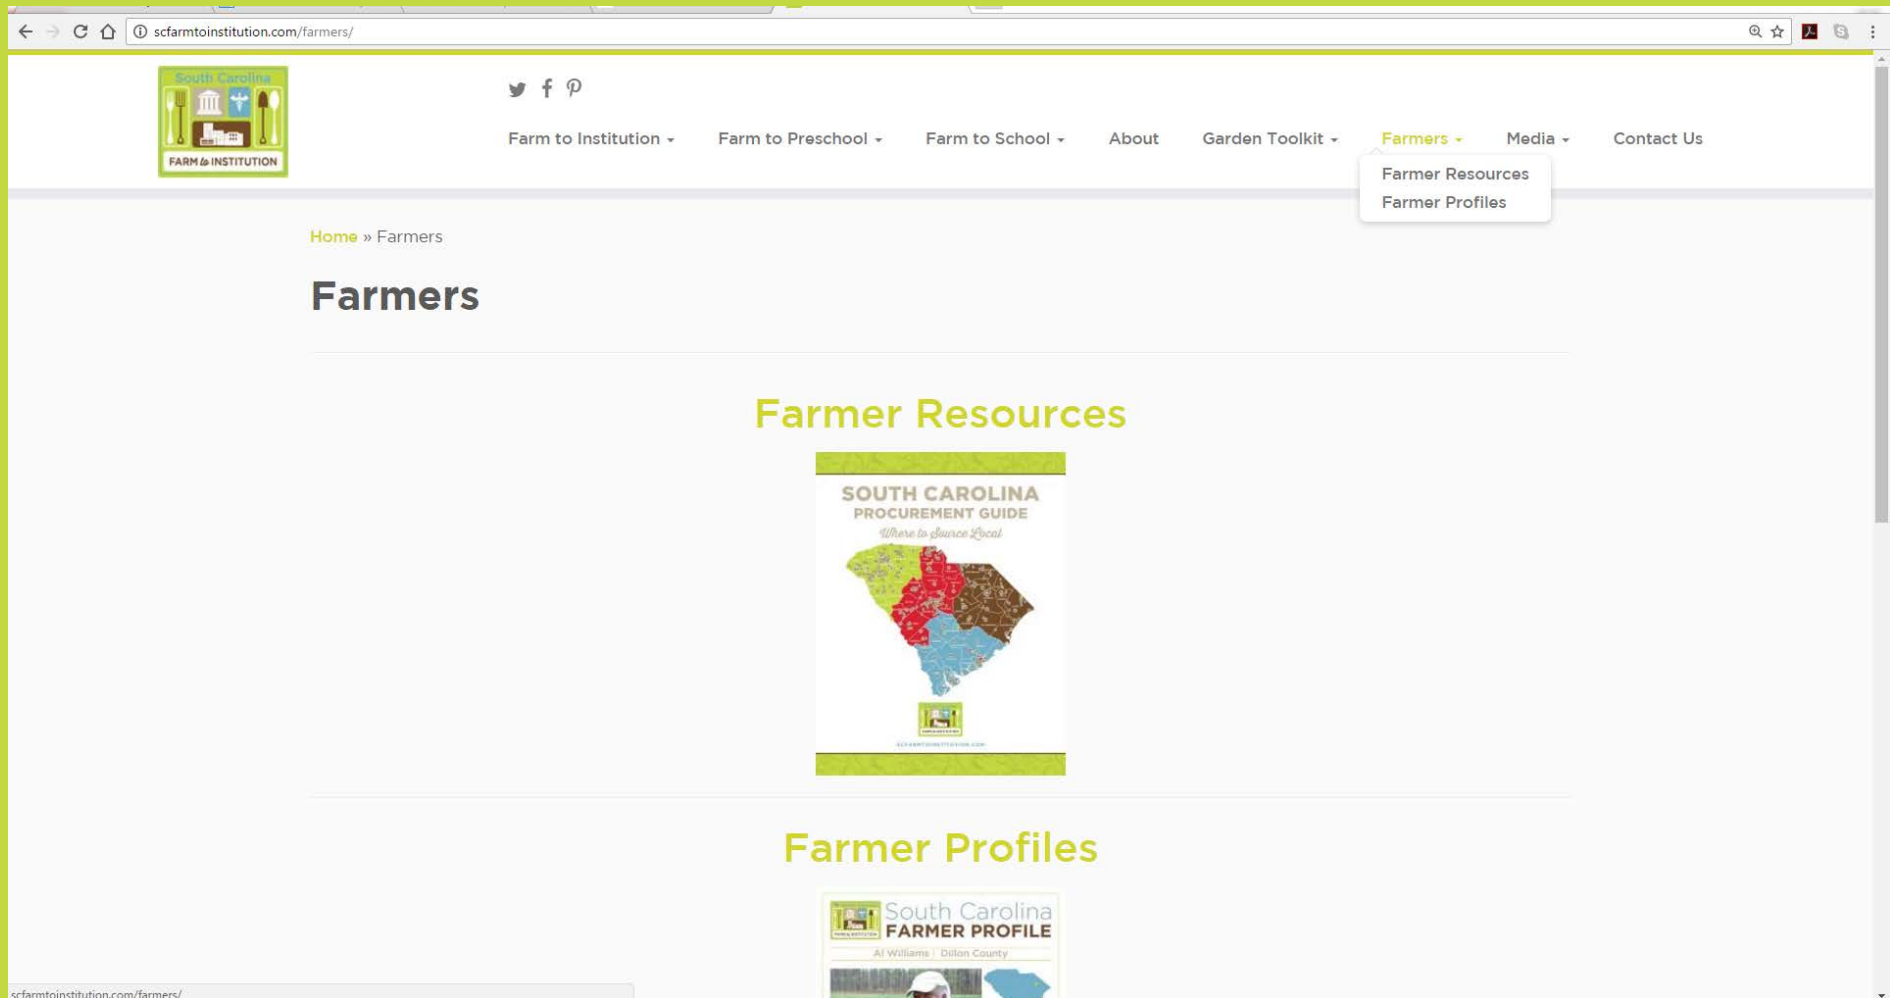 scfarmtoinstitution.com/farmers/
South Carolina
FARM to INSTITUTION
Farm to Institution
Farm to Preschool
Farm to School
About
Garden Toolkit
Farmers
Media
Contact Us
Farmer Resources
Farmer Profiles
Home » Farmers
Farmers
Farmer Resources
SOUTH CAROLINA
PROCUREMENT GUIDE
Where to Source Local
SCFARMTOINSTITUTION.COM
Farmer Profiles
South Carolina
FARMER PROFILE
Al Williams | Dillon County
scfarmtoinstitution.com/farmers/